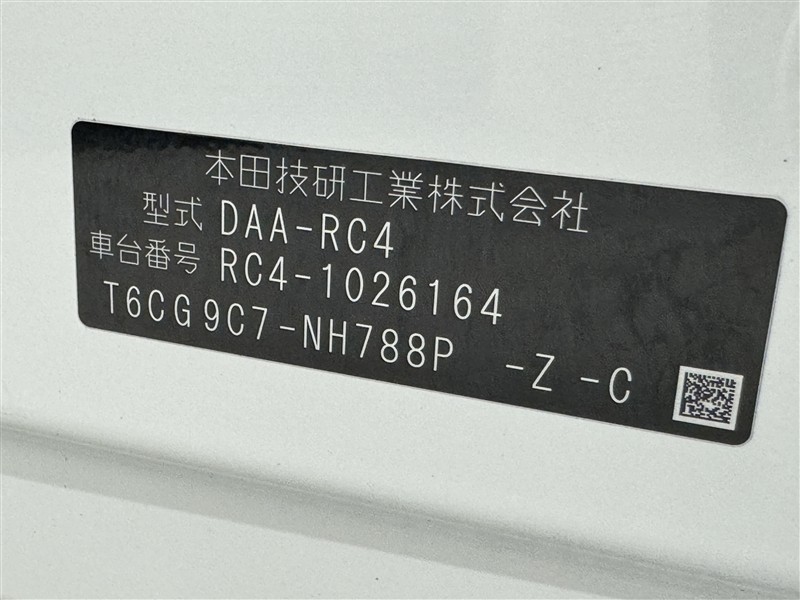 本田技研工業株式会社
型式 DAA-RC4
車台番号 RC4-1026164
T6CG9C7-NH788P -Z -C